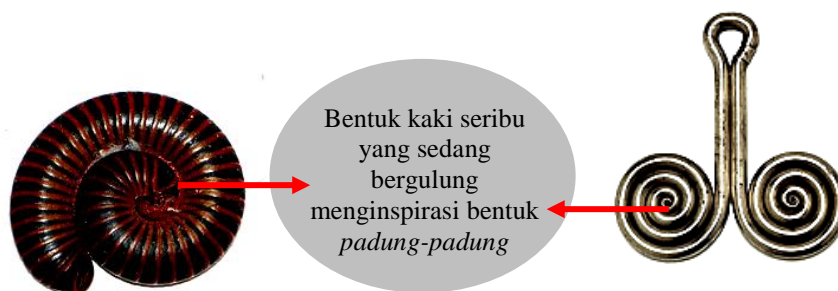 Bentuk kaki seribu
yang sedang
bergulung
menginspirasi bentuk
padung-padung